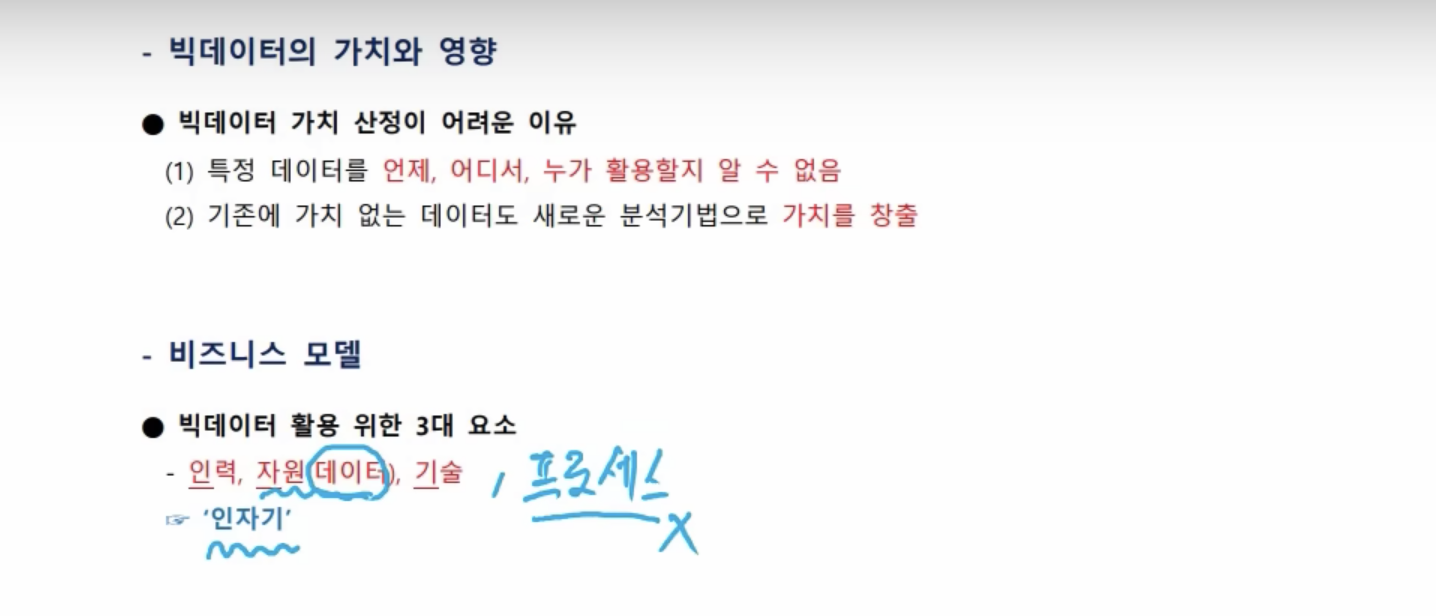 - 빅데이터의 가치와 영향
● 빅데이터 가치 산정이 어려운 이유
(1) 특정 데이터를 언제, 어디서, 누가 활용할지 알 수 없음
(2) 기존에 가치 없는 데이터도 새로운 분석기법으로 가치를 창출
- 비즈니스 모델
● 빅데이터 활용 위한 3대 요소
- 인력, 자원(데이터), 기술 , 프로세스 X
☞ ‘인자기’